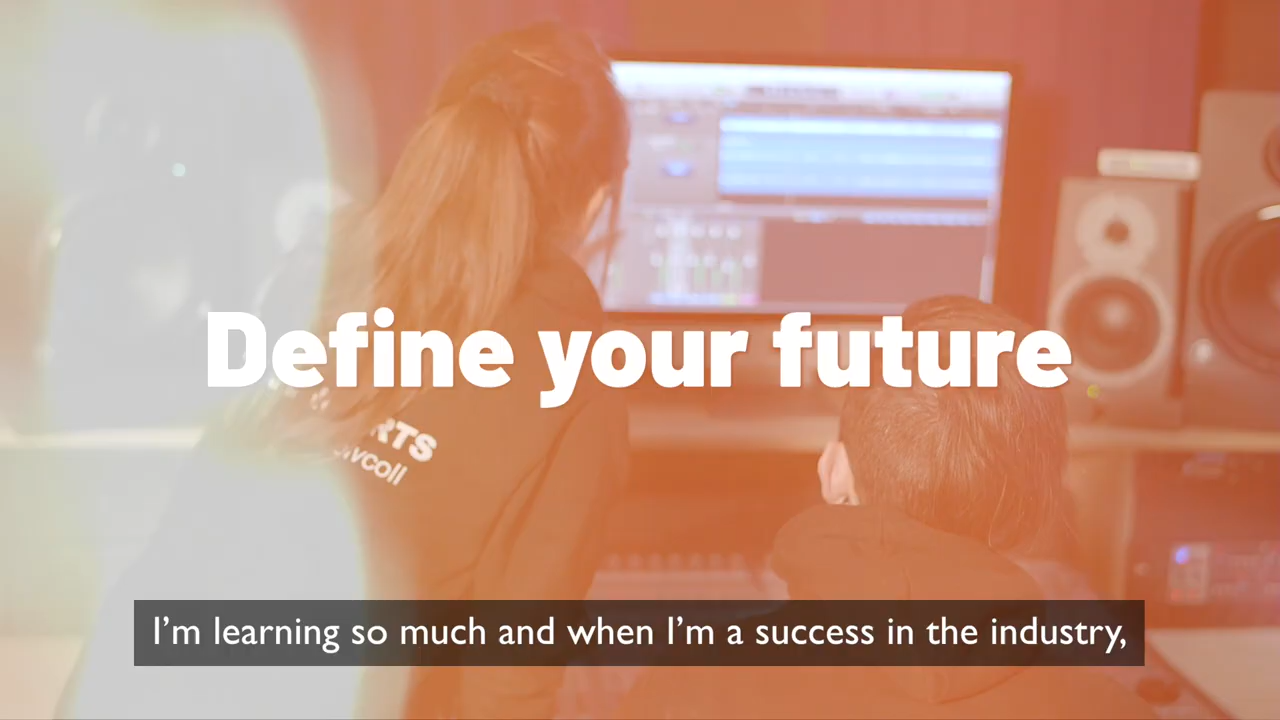 Define your future
I’m learning so much and when I’m a success in the industry,